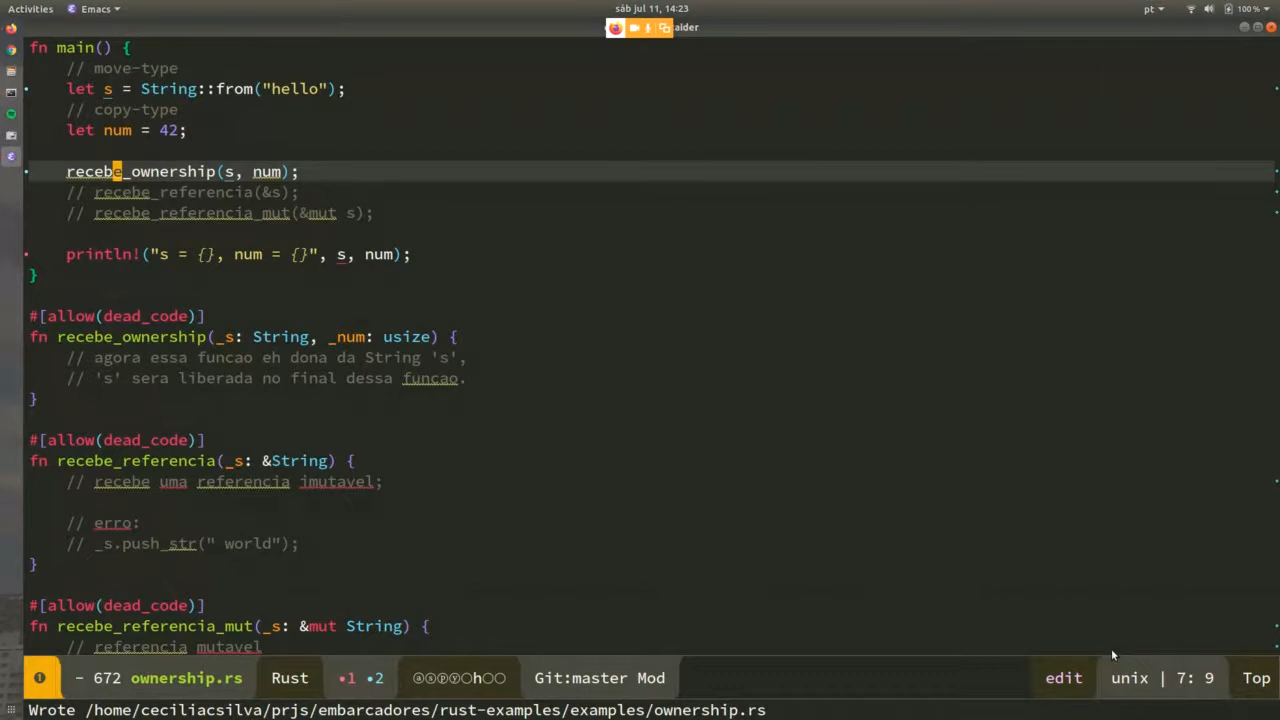 Activities Emacs sáb jul 11, 14:23 pt 100 %
aider
fn main() {
// move-type
let s = String::from("hello");
// copy-type
let num = 42;
recebe_ownership(s, num);
// recebe_referencia(&s);
// recebe_referencia_mut(&mut s);
println!("s = {}, num = {}", s, num);
}
#[allow(dead_code)]
fn recebe_ownership(_s: String, _num: usize) {
// agora essa funcao eh dona da String 's',
// 's' sera liberada no final dessa funcao.
}
#[allow(dead_code)]
fn recebe_referencia(_s: &String) {
// recebe uma referencia imutavel;
// erro:
// _s.push_str(" world");
}
#[allow(dead_code)]
fn recebe_referencia_mut(_s: &mut String) {
// referencia mutavel
❶ - 672 ownership.rs Rust •1 •2 ⓐⓢⓟⓨ○h○○ Git:master Mod edit unix | 7: 9 Top
Wrote /home/ceciliacsilva/prjs/embarcadores/rust-examples/examples/ownership.rs